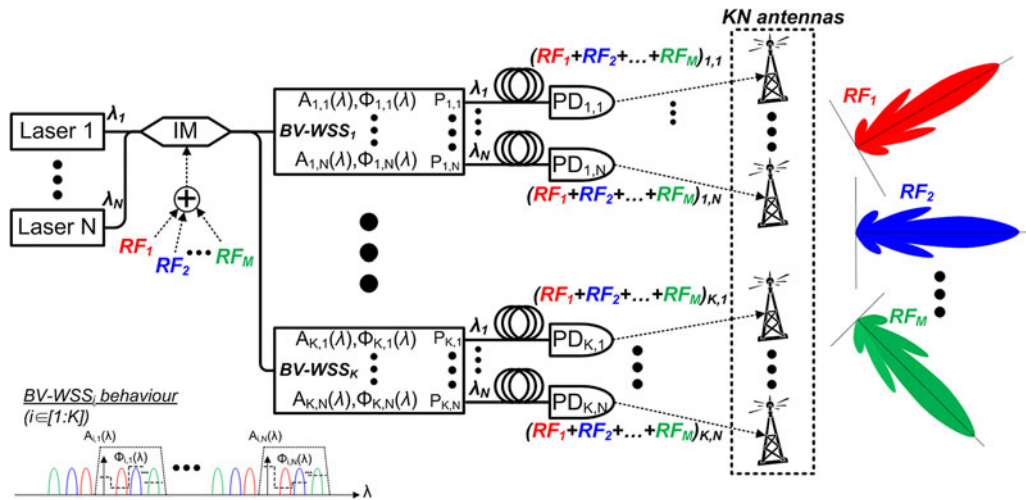 KN antennas
Laser 1
λ1
IM
Laser N
λN
RF1
RF2
RFM
A1,1(λ),Φ1,1(λ)
P1,1
BV-WSS1
A1,N(λ),Φ1,N(λ)
P1,N
λ1
λN
(RF1+RF2+...+RFM)1,1
PD1,1
PD1,N
(RF1+RF2+...+RFM)1,N
AK,1(λ),ΦK,1(λ)
PK,1
BV-WSSK
AK,N(λ),ΦK,N(λ)
PK,N
λ1
λN
(RF1+RF2+...+RFM)K,1
PDK,1
PDK,N
(RF1+RF2+...+RFM)K,N
RF1
RF2
RFM
BV-WSSi behaviour
(i∈[1:K])
Ai,1(λ)
Φi,1(λ)
Ai,N(λ)
Φi,N(λ)
λ